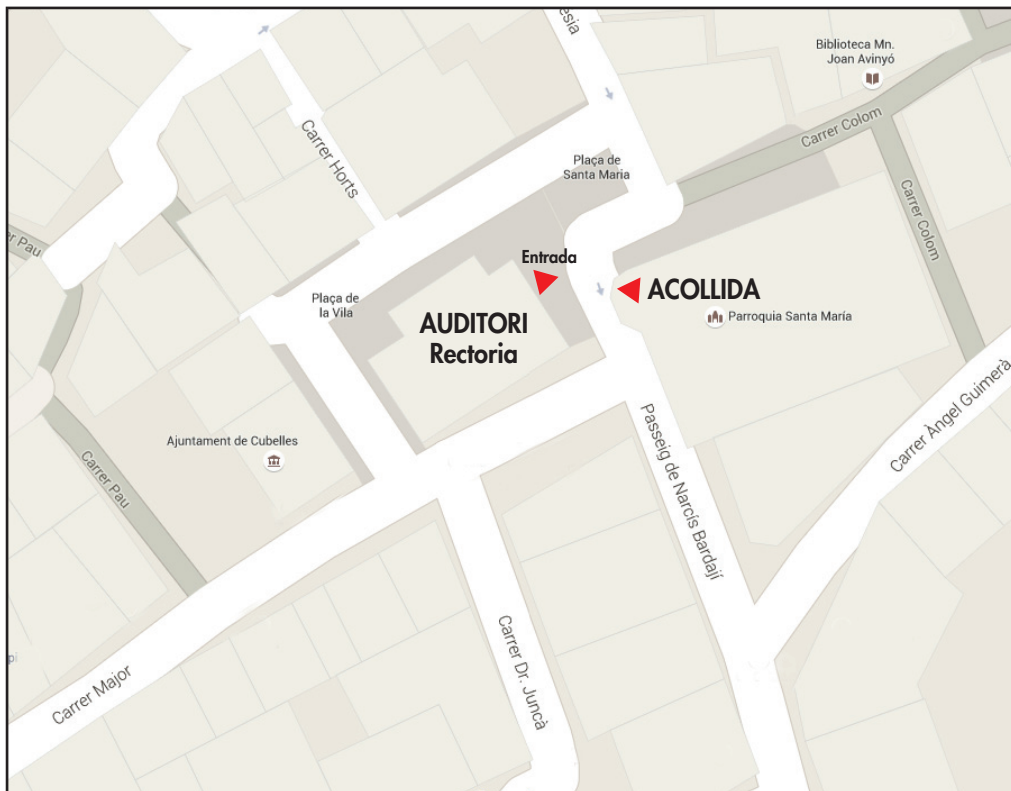 esia
Biblioteca Mn.
Joan Avinyó
Carrer Colom
Carrer Horts
Plaça de
Santa Maria
Carrer Colom
er Pau
Entrada
ACOLLIDA
Plaça de
la Vila
AUDITORI
Rectoria
Parroquia Santa María
Carrer Àngel Guimerà
Ajuntament de Cubelles
Passeig de Narcís Bardají
Carrer Pau
Carrer Dr. Juncà
pi
Carrer Major